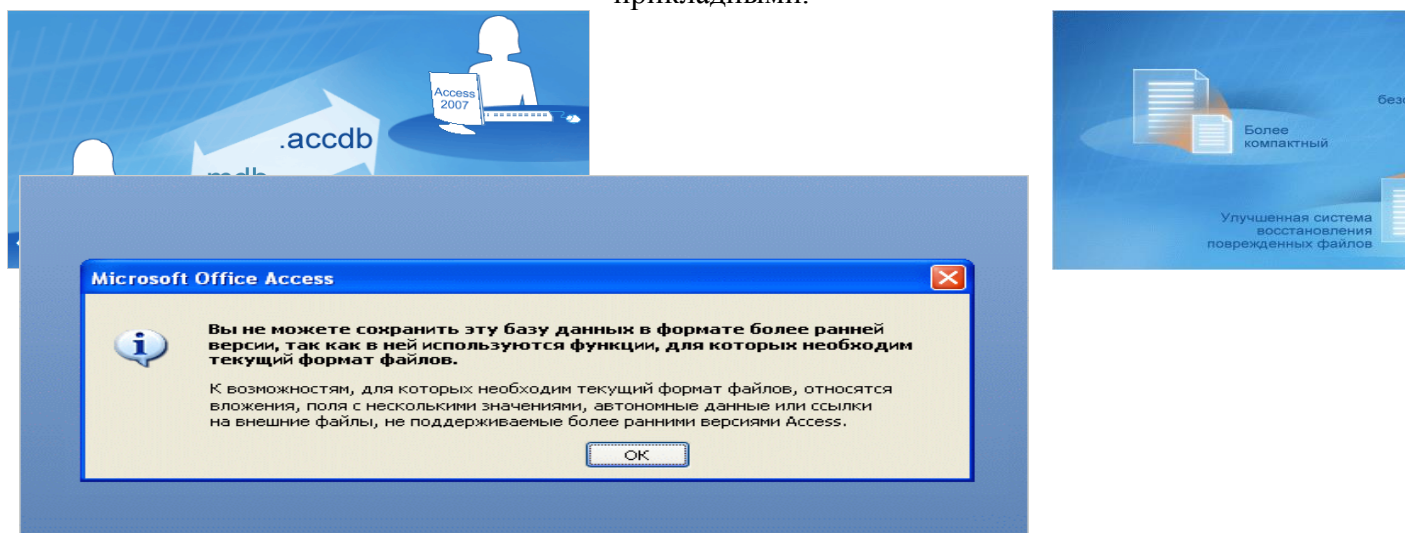 прикладными.
Access
2007
.accdb
mdb
Более
компактный
Улучшенная система
восстановления
поврежденных файлов
Microsoft Office Access
Вы не можете сохранить эту базу данных в формате более ранней
версии, так как в ней используются функции, для которых необходим
текущий формат файлов.
К возможностям, для которых необходим текущий формат файлов, относятся
вложения, поля с несколькими значениями, автономные данные или ссылки
на внешние файлы, не поддерживаемые более ранними версиями Access.
ОК